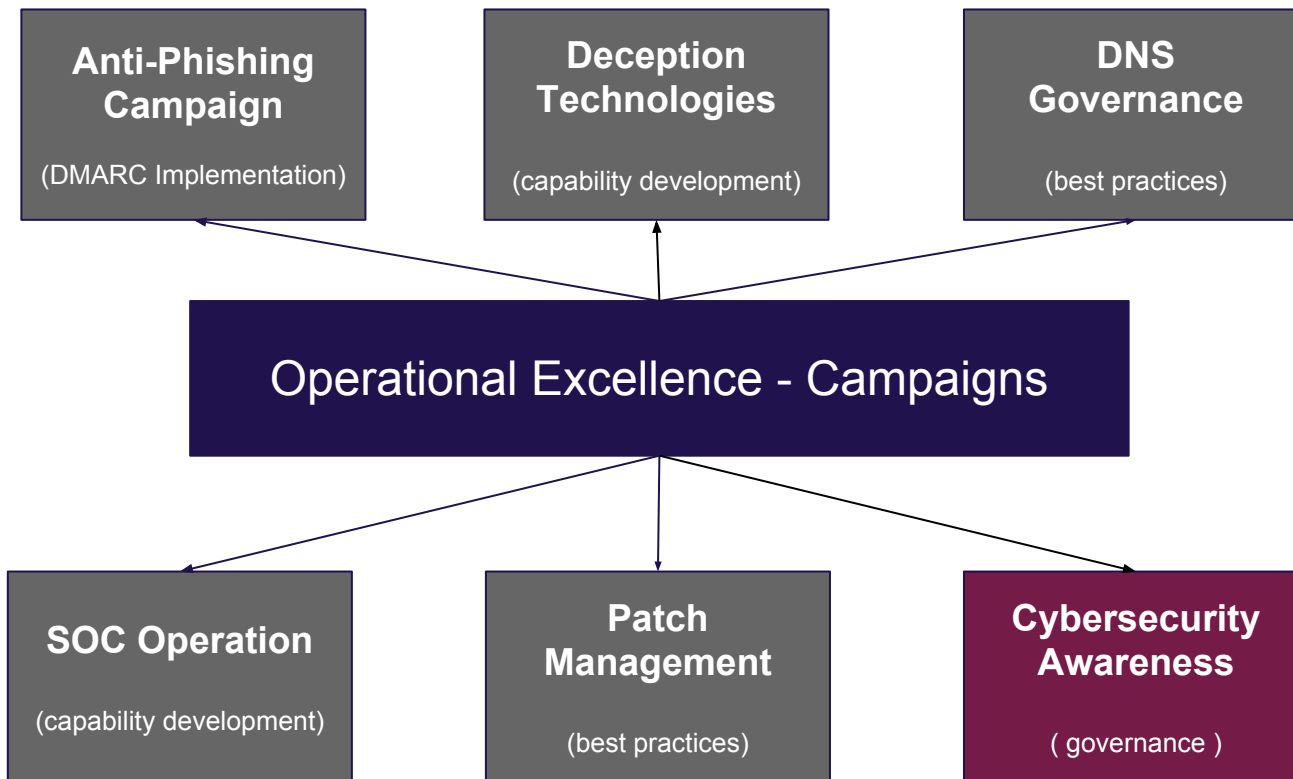 Anti-Phishing
Campaign
(DMARC Implementation)
Deception
Technologies
(capability development)
DNS
Governance
(best practices)
Operational Excellence - Campaigns
SOC Operation
(capability development)
Patch
Management
(best practices)
Cybersecurity
Awareness
( governance )